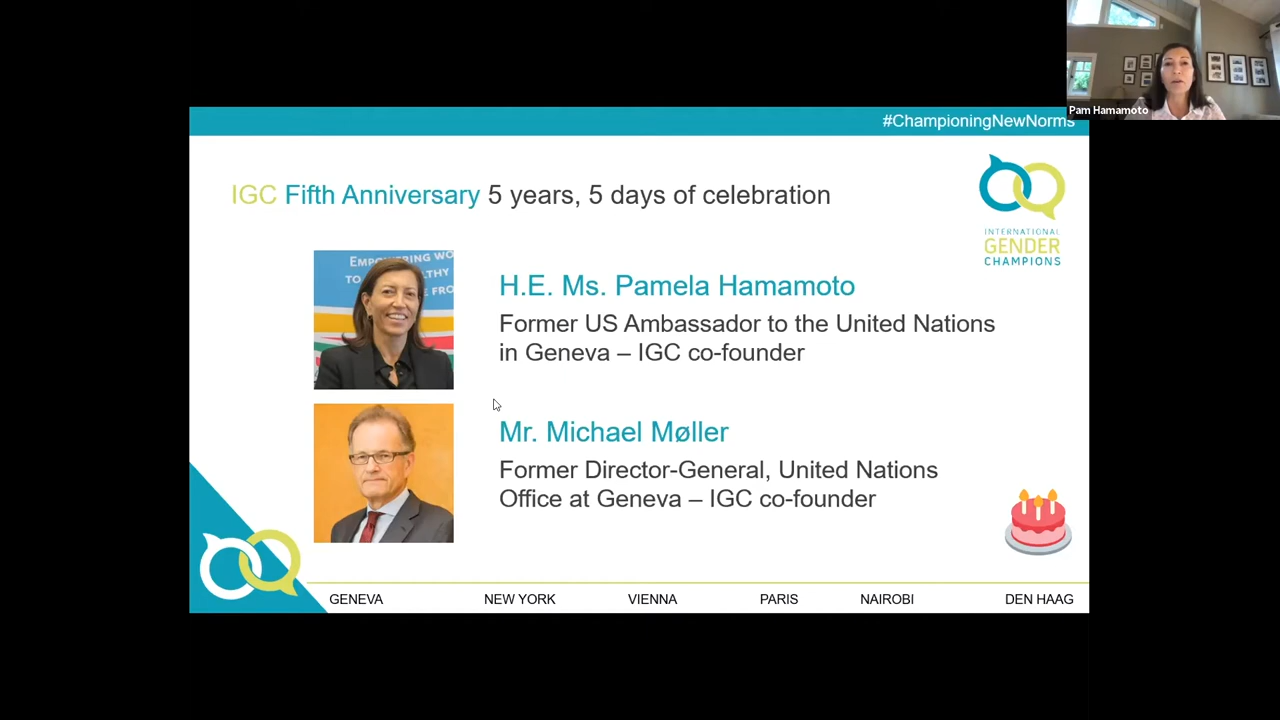 Pam Hamamoto
#ChampioningNewNorms
IGC Fifth Anniversary 5 years, 5 days of celebration
INTERNATIONAL
GENDER
CHAMPIONS
H.E. Ms. Pamela Hamamoto
Former US Ambassador to the United Nations
in Geneva – IGC co-founder
Mr. Michael Møller
Former Director-General, United Nations
Office at Geneva – IGC co-founder
GENEVA NEW YORK VIENNA PARIS NAIROBI DEN HAAG